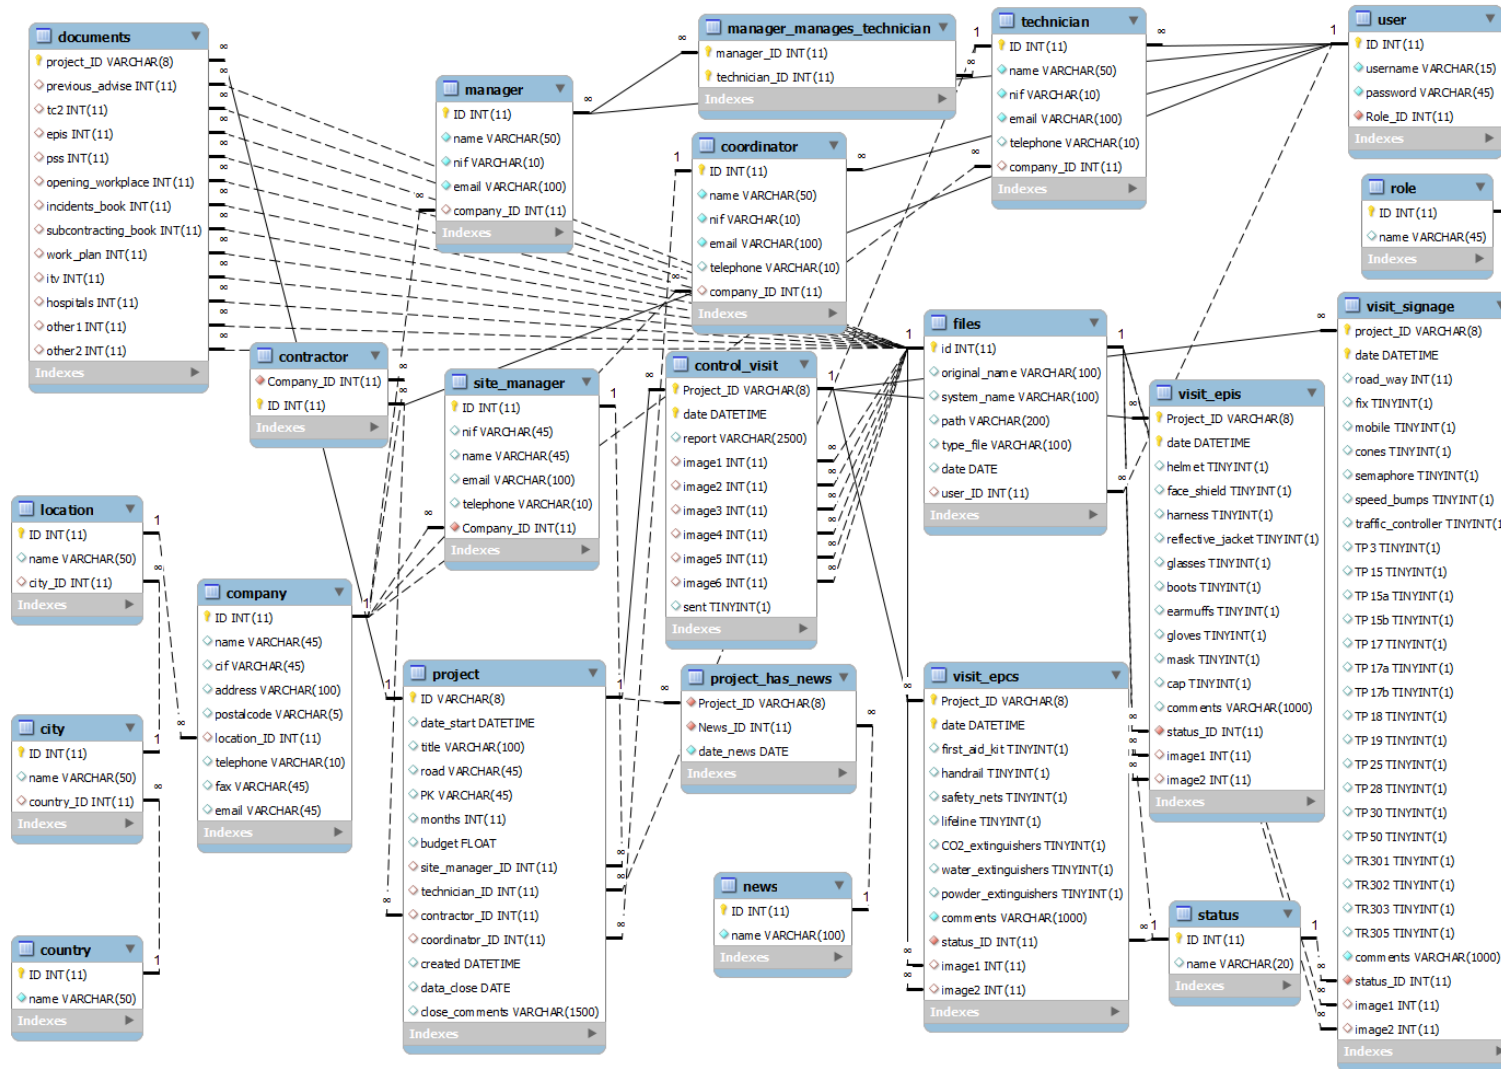 documents
project_ID VARCHAR(8)
previous_advise INT(11)
tc2 INT(11)
epis INT(11)
pss INT(11)
opening_workplace INT(11)
incidents_book INT(11)
subcontracting_book INT(11)
work_plan INT(11)
itv INT(11)
hospitals INT(11)
other1 INT(11)
other2 INT(11)
Indexes
manager
ID INT(11)
name VARCHAR(50)
nif VARCHAR(10)
email VARCHAR(100)
company_ID INT(11)
Indexes
manager_manages_technician
manager_ID INT(11)
technician_ID INT(11)
Indexes
technician
ID INT(11)
name VARCHAR(50)
nif VARCHAR(10)
email VARCHAR(100)
telephone VARCHAR(10)
company_ID INT(11)
Indexes
user
ID INT(11)
username VARCHAR(15)
password VARCHAR(45)
Role_ID INT(11)
Indexes
coordinator
ID INT(11)
name VARCHAR(50)
nif VARCHAR(10)
email VARCHAR(100)
telephone VARCHAR(10)
company_ID INT(11)
Indexes
role
ID INT(11)
name VARCHAR(45)
Indexes
contractor
Company_ID INT(11)
ID INT(11)
Indexes
site_manager
ID INT(11)
nif VARCHAR(45)
name VARCHAR(45)
email VARCHAR(100)
telephone VARCHAR(10)
Company_ID INT(11)
Indexes
control_visit
Project_ID VARCHAR(8)
date DATETIME
report VARCHAR(2500)
image1 INT(11)
image2 INT(11)
image3 INT(11)
image4 INT(11)
image5 INT(11)
image6 INT(11)
sent TINYINT(1)
Indexes
files
id INT(11)
original_name VARCHAR(100)
system_name VARCHAR(100)
path VARCHAR(200)
type_file VARCHAR(100)
date DATE
user_ID INT(11)
Indexes
visit_epis
Project_ID VARCHAR(8)
date DATETIME
helmet TINYINT(1)
face_shield TINYINT(1)
harness TINYINT(1)
reflective_jacket TINYINT(1)
glasses TINYINT(1)
boots TINYINT(1)
earmuffs TINYINT(1)
gloves TINYINT(1)
mask TINYINT(1)
cap TINYINT(1)
comments VARCHAR(1000)
status_ID INT(11)
image1 INT(11)
image2 INT(11)
Indexes
visit_signage
project_ID VARCHAR(8)
date DATETIME
road_way INT(11)
fix TINYINT(1)
mobile TINYINT(1)
cones TINYINT(1)
semaphore TINYINT(1)
speed_bumps TINYINT(1)
traffic_controller TINYINT(1
TP3 TINYINT(1)
TP15 TINYINT(1)
TP15a TINYINT(1)
TP15b TINYINT(1)
TP17 TINYINT(1)
TP17a TINYINT(1)
TP17b TINYINT(1)
TP18 TINYINT(1)
TP19 TINYINT(1)
TP25 TINYINT(1)
TP28 TINYINT(1)
TP30 TINYINT(1)
TP50 TINYINT(1)
TR301 TINYINT(1)
TR302 TINYINT(1)
TR303 TINYINT(1)
TR305 TINYINT(1)
comments VARCHAR(1000)
status_ID INT(11)
image1 INT(11)
image2 INT(11)
Indexes
location
ID INT(11)
name VARCHAR(50)
city_ID INT(11)
Indexes
company
ID INT(11)
name VARCHAR(45)
cif VARCHAR(45)
address VARCHAR(100)
postalcode VARCHAR(5)
location_ID INT(11)
telephone VARCHAR(10)
fax VARCHAR(45)
email VARCHAR(45)
Indexes
city
ID INT(11)
name VARCHAR(50)
country_ID INT(11)
Indexes
country
ID INT(11)
name VARCHAR(50)
Indexes
project
ID VARCHAR(8)
date_start DATETIME
title VARCHAR(100)
road VARCHAR(45)
PK VARCHAR(45)
months INT(11)
budget FLOAT
site_manager_ID INT(11)
technician_ID INT(11)
contractor_ID INT(11)
coordinator_ID INT(11)
created DATETIME
data_close DATE
close_comments VARCHAR(1500)
Indexes
project_has_news
Project_ID VARCHAR(8)
News_ID INT(11)
date_news DATE
Indexes
news
ID INT(11)
name VARCHAR(100)
Indexes
visit_epcs
Project_ID VARCHAR(8)
date DATETIME
first_aid_kit TINYINT(1)
handrail TINYINT(1)
safety_nets TINYINT(1)
lifeline TINYINT(1)
CO2_extinguishers TINYINT(1)
water_extinguishers TINYINT(1)
powder_extinguishers TINYINT(1)
comments VARCHAR(1000)
status_ID INT(11)
image1 INT(11)
image2 INT(11)
Indexes
status
ID INT(11)
name VARCHAR(20)
Indexes